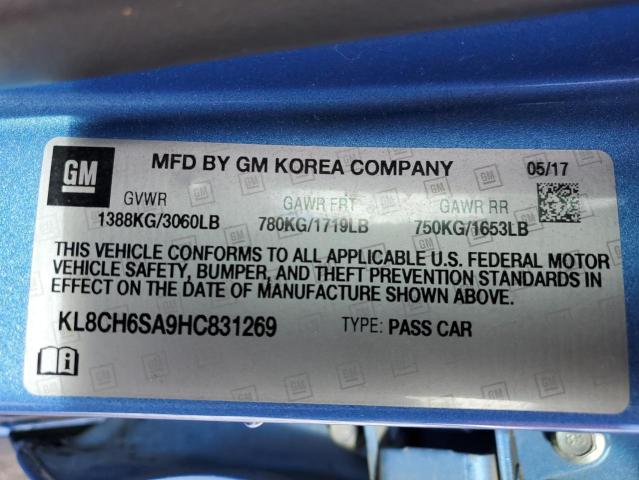 GM MFD BY GM KOREA COMPANY 05/17
GVWR GAWR FRT GAWR RR
1388KG/3060LB 780KG/1719LB 750KG/1653LB
THIS VEHICLE CONFORMS TO ALL APPLICABLE U.S. FEDERAL MOTOR
VEHICLE SAFETY, BUMPER, AND THEFT PREVENTION STANDARDS IN
EFFECT ON THE DATE OF MANUFACTURE SHOWN ABOVE.
KL8CH6SA9HC831269 TYPE: PASS CAR